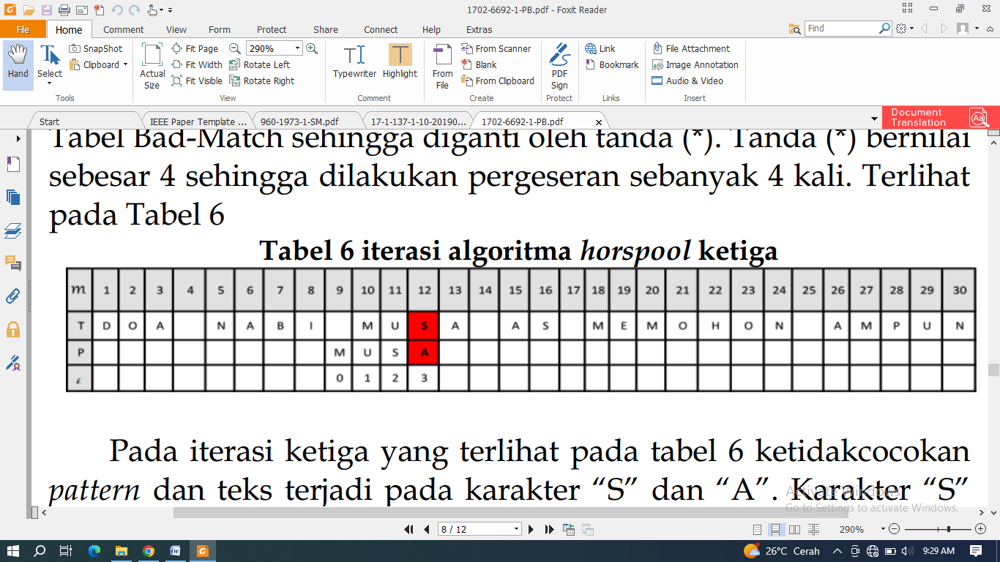 1702-6692-1-PB.pdf - Foxit Reader
File Home Comment View Form Protect Share Connect Help Extras Find
Hand
Select
SnapShot
Clipboard
Tools
Actual Size
Fit Page
Fit Width
Fit Visible
290%
Rotate Left
Rotate Right
View
Typewriter
Highlight
Comment
From File
From Scanner
Blank
From Clipboard
Create
PDF Sign
Protect
Link
Bookmark
Links
File Attachment
Image Annotation
Audio & Video
Insert
Start IEEE Paper Template ... 960-1973-1-SM.pdf 17-1-137-1-10-20190... 1702-6692-1-PB.pdf Document Translation
Tabel Bad-Match sehingga diganti oleh tanda (*). Tanda (*) bernilai
sebesar 4 sehingga dilakukan pergeseran sebanyak 4 kali. Terlihat
pada Tabel 6
Tabel 6 iterasi algoritma horspool ketiga
m 1 2 3 4 5 6 7 8 9 10 11 12 13 14 15 16 17 18 19 20 21 22 23 24 25 26 27 28 29 30
T D O A N A B I M U S A A S M E M O H O N A M P U N
P M U S A
i 0 1 2 3
Pada iterasi ketiga yang terlihat pada tabel 6 ketidakcocokan
pattern dan teks terjadi pada karakter “S” dan “A”. Karakter “S”
Activate Windows
Go to Settings to activate Windows.
8 / 12 290%
26°C Cerah 9:29 AM